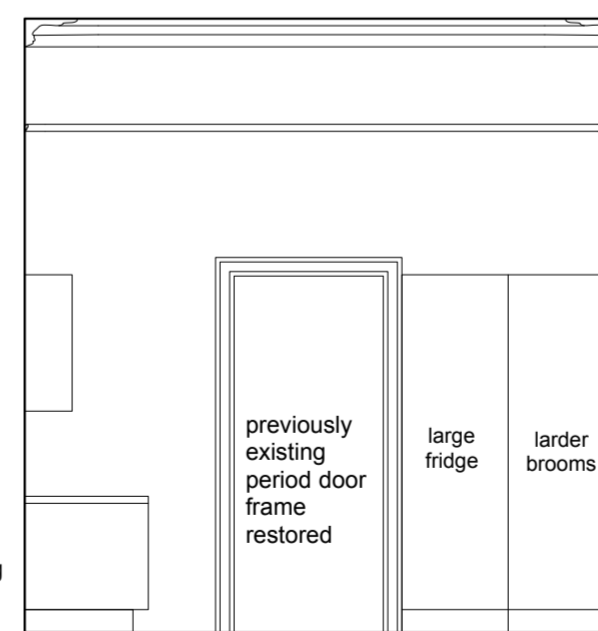 previously
existing
period door
frame
restored
large
fridge
larder
brooms